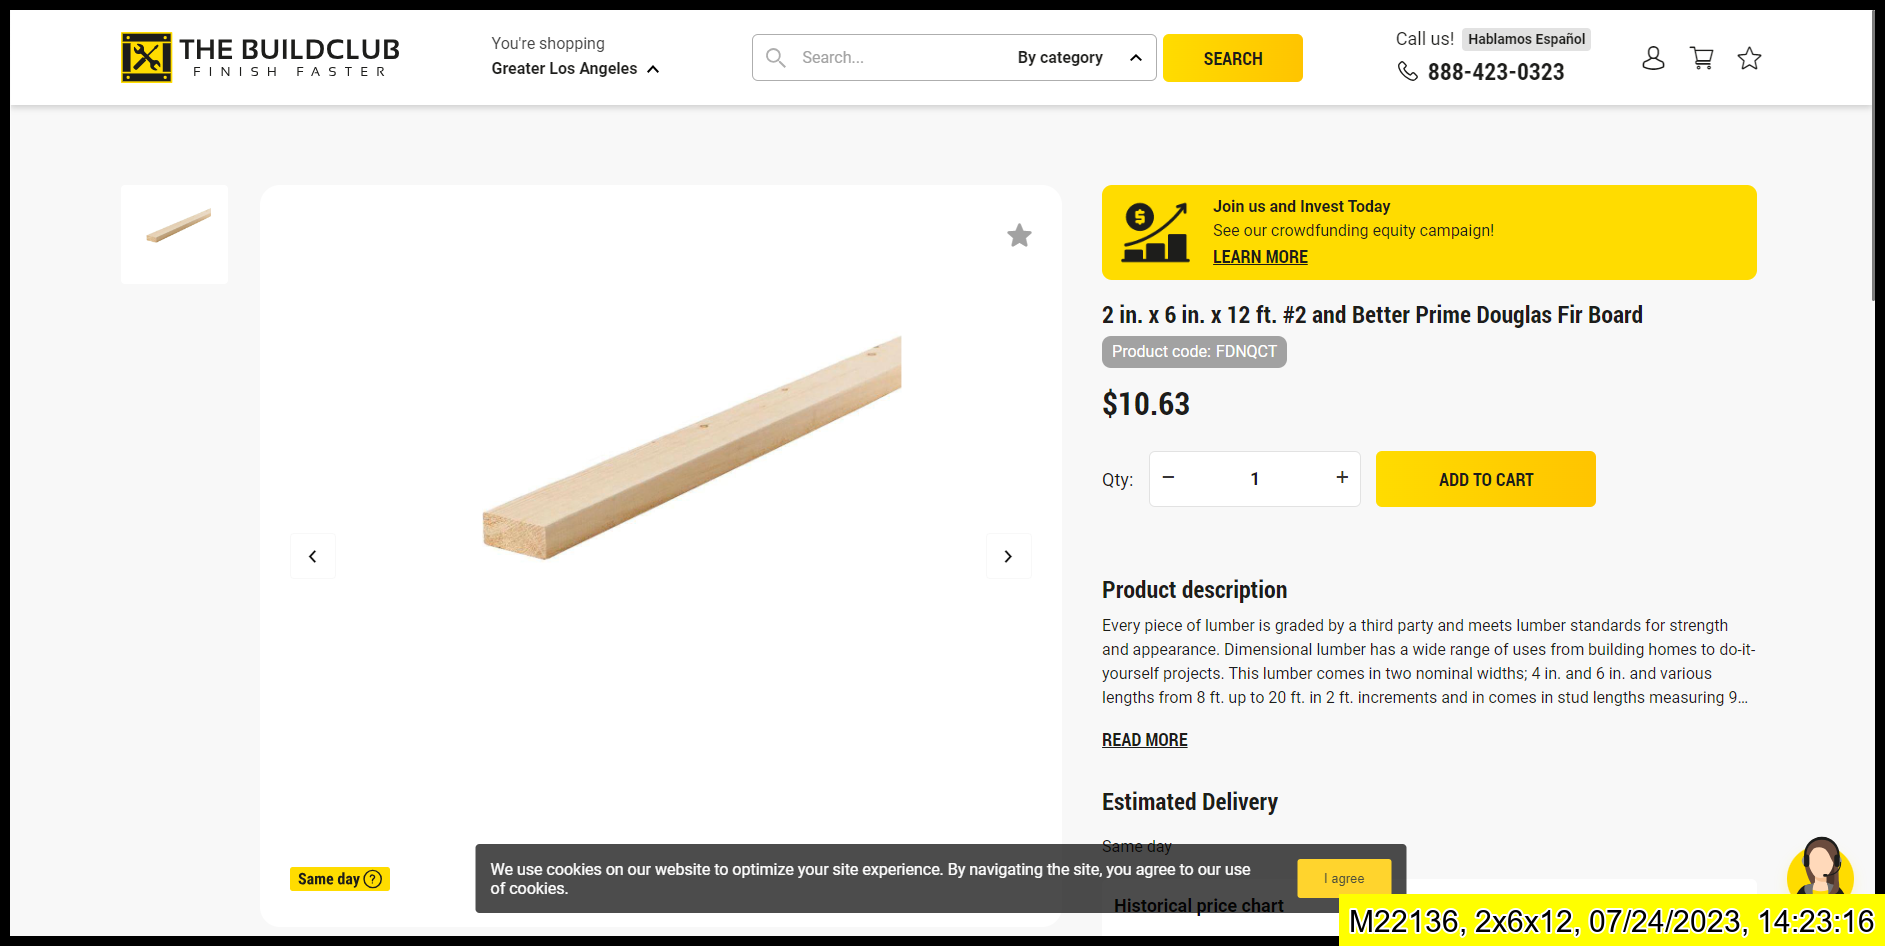 THE BUILDCLUB
FINISH FASTER
You're shopping
Greater Los Angeles
Search...
By category
SEARCH
Call us! Hablamos Español
888-423-0323
Join us and Invest Today
See our crowdfunding equity campaign!
LEARN MORE
2 in. x 6 in. x 12 ft. #2 and Better Prime Douglas Fir Board
Product code: FDNQCT
$10.63
Qty: − 1 +
ADD TO CART
Product description
Every piece of lumber is graded by a third party and meets lumber standards for strength
and appearance. Dimensional lumber has a wide range of uses from building homes to do-it-
yourself projects. This lumber comes in two nominal widths; 4 in. and 6 in. and various
lengths from 8 ft. up to 20 ft. in 2 ft. increments and in comes in stud lengths measuring 9...
READ MORE
Estimated Delivery
Same day
Same day ?
We use cookies on our website to optimize your site experience. By navigating the site, you agree to our use
of cookies.
I agree
Historical price chart
M22136, 2x6x12, 07/24/2023, 14:23:16